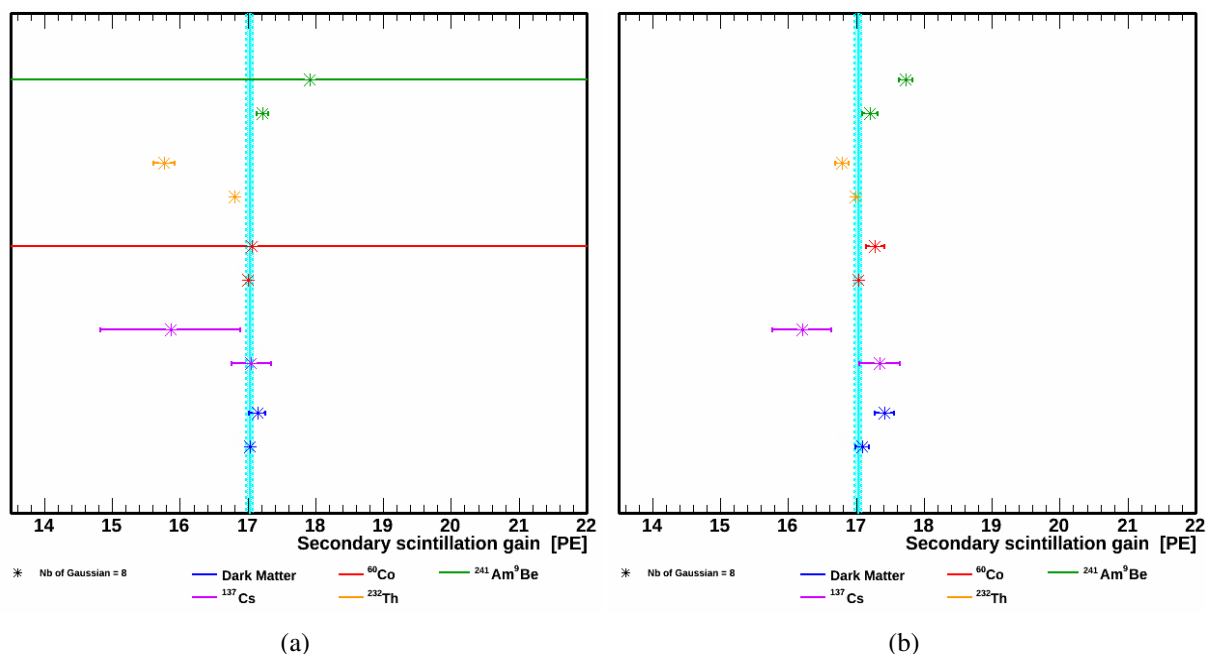 14 15 16 17 18 19 20 21 22
Secondary scintillation gain [PE]
Nb of Gaussian = 8
Dark Matter
⁶⁰Co
²⁴¹Am⁹Be
¹³⁷Cs
²³²Th
(a)
14 15 16 17 18 19 20 21 22
Secondary scintillation gain [PE]
Nb of Gaussian = 8
Dark Matter
⁶⁰Co
²⁴¹Am⁹Be
¹³⁷Cs
²³²Th
(b)